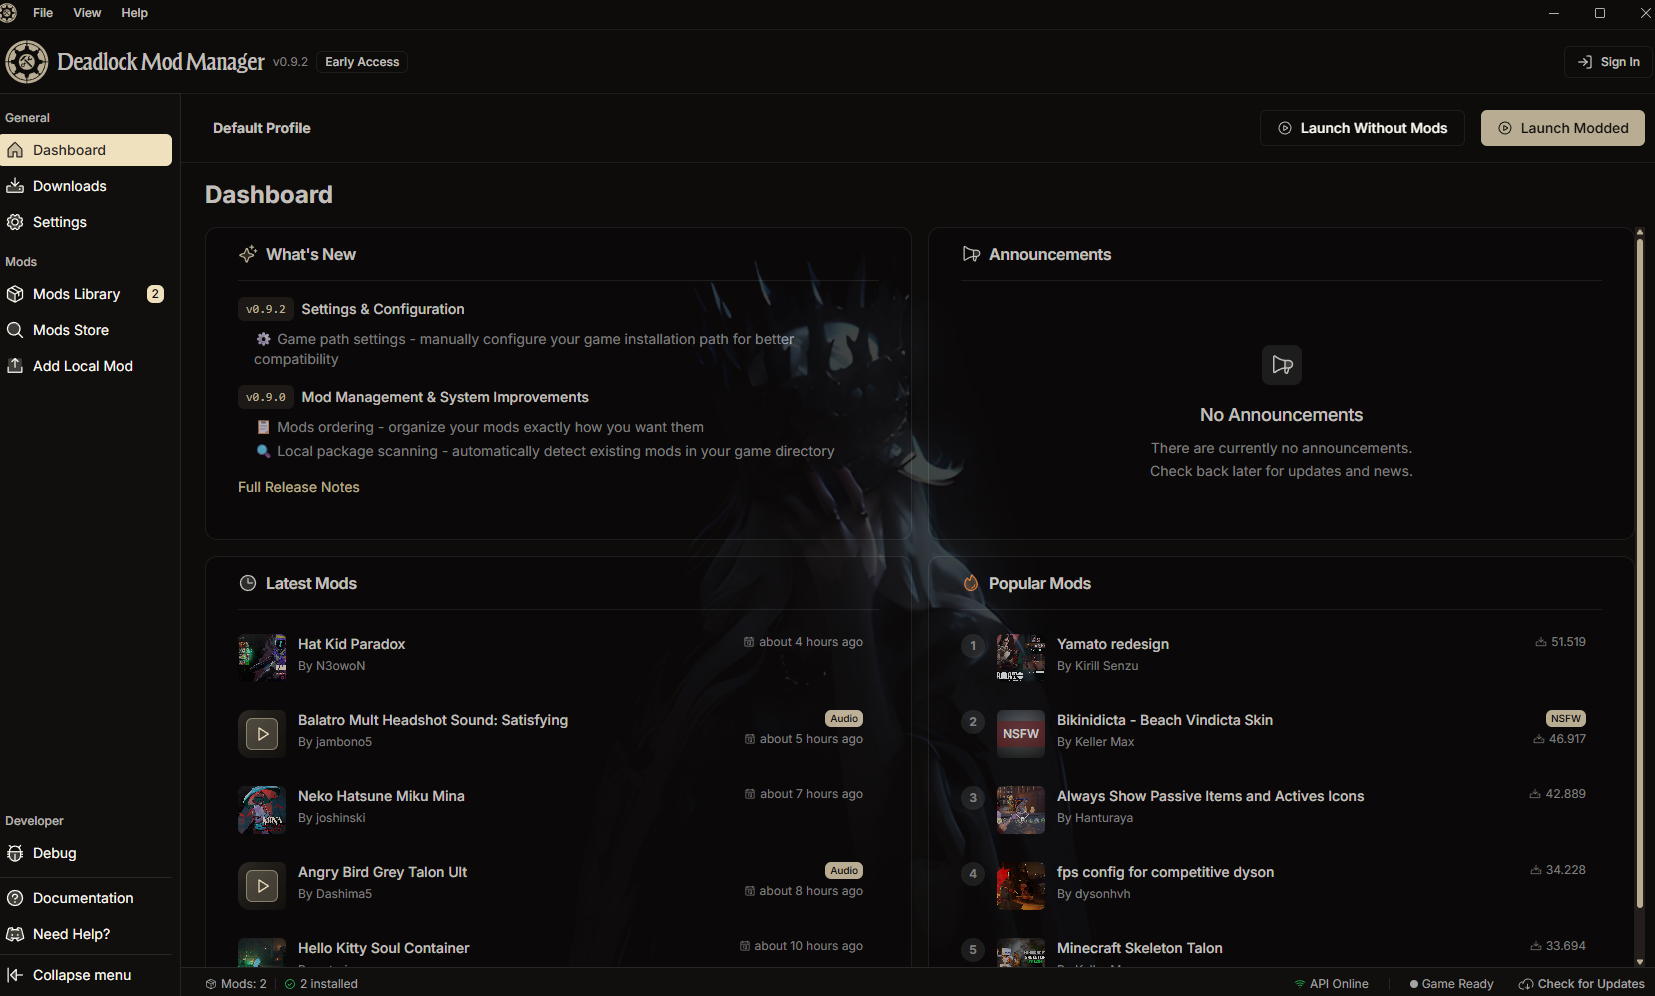 File View Help
Deadlock Mod Manager v0.9.2 Early Access
Sign In
General
Dashboard
Downloads
Settings
Mods
Mods Library 2
Mods Store
Add Local Mod
Developer
Debug
Documentation
Need Help?
Collapse menu
Default Profile
Launch Without Mods
Launch Modded
Dashboard
What's New
v0.9.2 Settings & Configuration
Game path settings - manually configure your game installation path for better
compatibility
v0.9.0 Mod Management & System Improvements
Mods ordering - organize your mods exactly how you want them
Local package scanning - automatically detect existing mods in your game directory
Full Release Notes
Announcements
No Announcements
There are currently no announcements.
Check back later for updates and news.
Latest Mods
Hat Kid Paradox
about 4 hours ago
By N3owoN
Balatro Mult Headshot Sound: Satisfying
Audio
By jambono5
about 5 hours ago
Neko Hatsune Miku Mina
about 7 hours ago
By joshinski
Angry Bird Grey Talon Ult
Audio
By Dashima5
about 8 hours ago
Hello Kitty Soul Container
about 10 hours ago
Popular Mods
1
Yamato redesign
51.519
By Kirill Senzu
2
NSFW
Bikinidicta - Beach Vindicta Skin
NSFW
By Keller Max
46.917
3
Always Show Passive Items and Actives Icons
42.889
By Hanturaya
4
fps config for competitive dyson
34.228
By dysonhvh
5
Minecraft Skeleton Talon
33.694
Mods: 2
2 installed
API Online
Game Ready
Check for Updates